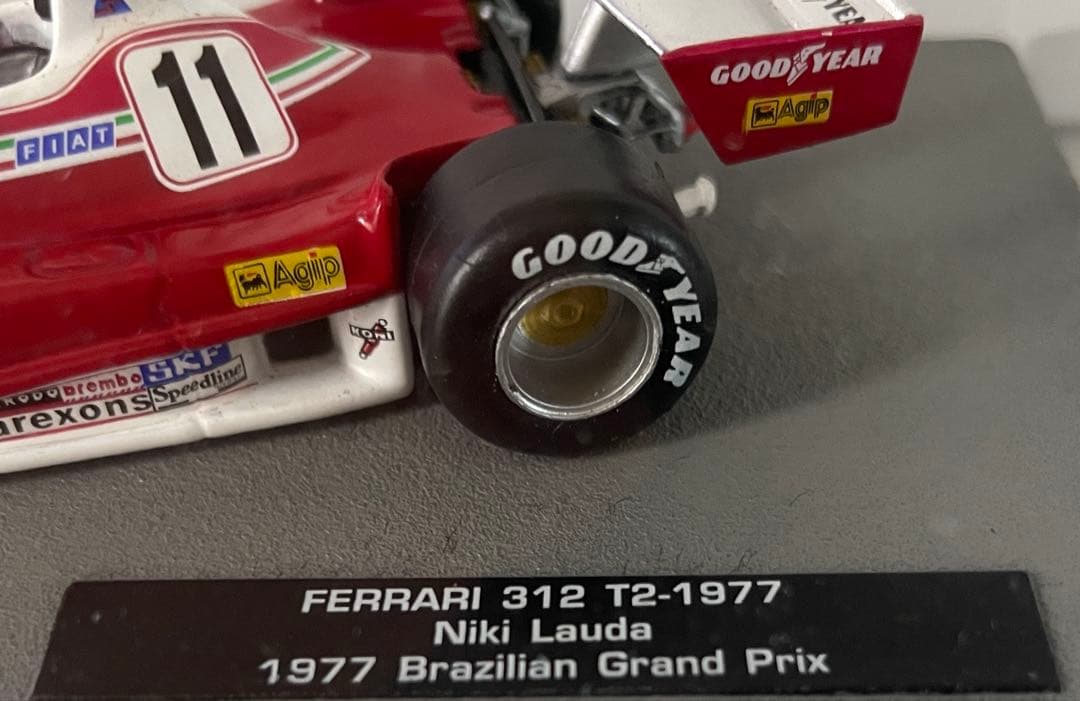 GOODYEAR
Agip
11
FIAT
GOODYEAR
Agip
KONI
brembo SKF
arexons Speedline
FERRARI 312 T2-1977
Niki Lauda
1977 Brazilian Grand Prix